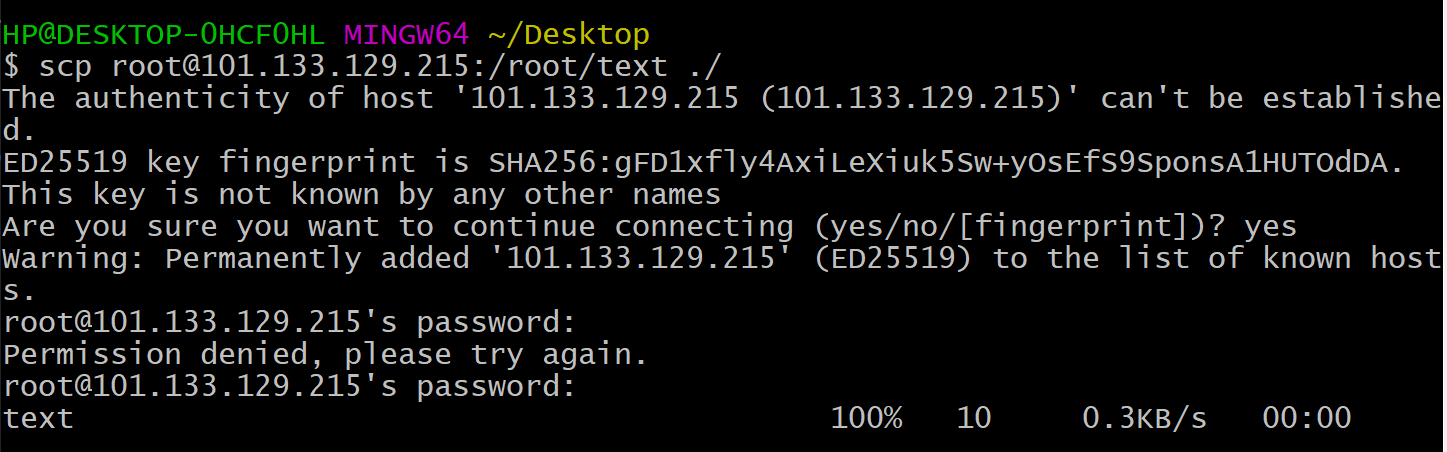 HP@DESKTOP-0HCF0HL MINGW64 ~/Desktop
$ scp root@101.133.129.215:/root/text ./
The authenticity of host '101.133.129.215 (101.133.129.215)' can't be establishe
d.
ED25519 key fingerprint is SHA256:gFD1xfly4AxiLeXiuk5Sw+yOsEfS9SponsA1HUTOdDA.
This key is not known by any other names
Are you sure you want to continue connecting (yes/no/[fingerprint])? yes
Warning: Permanently added '101.133.129.215' (ED25519) to the list of known host
s.
root@101.133.129.215's password:
Permission denied, please try again.
root@101.133.129.215's password:
text 100% 10 0.3KB/s 00:00